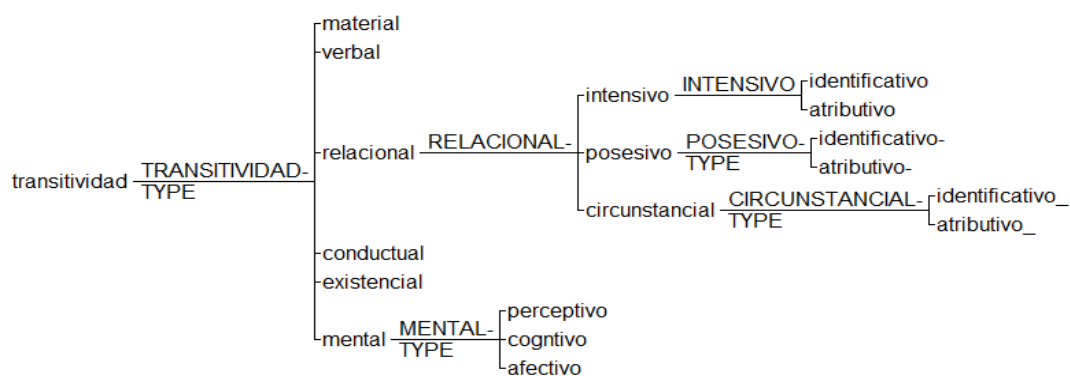 material
verbal
intensivo INTENSIVO identificativo
atributivo
relacional RELACIONAL- posesivo POSESIVO-TYPE identificativo-
atributivo-
transitividad TRANSITIVIDAD-TYPE
circunstancial CIRCUNSTANCIAL-TYPE identificativo_
atributivo_
conductual
existencial
mental MENTAL-TYPE perceptivo
cogntivo
afectivo